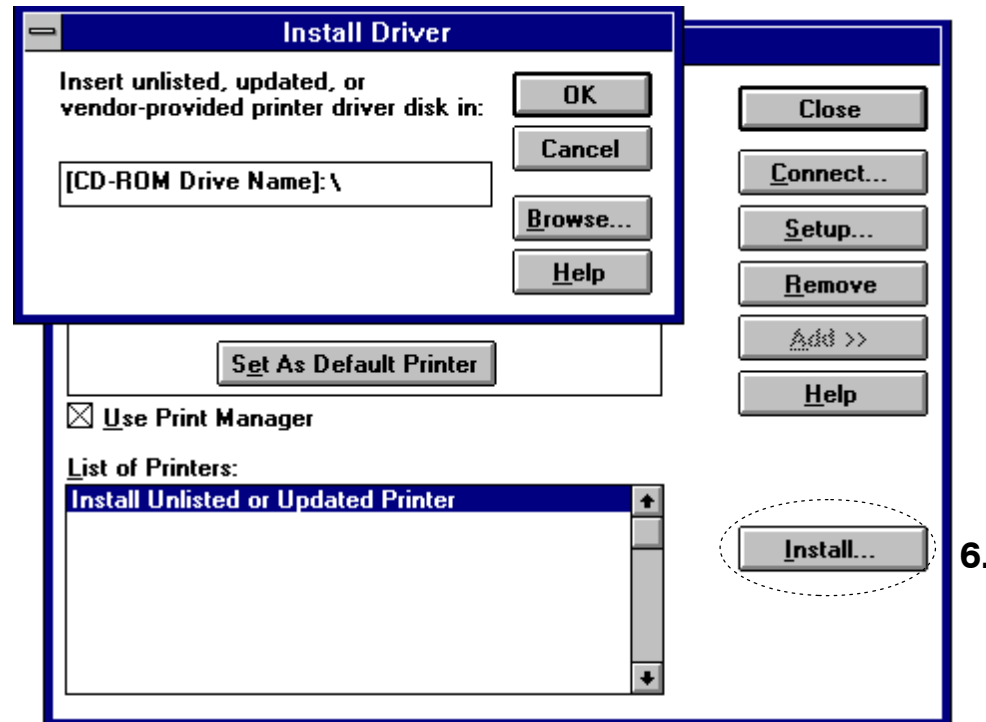 Install Driver
Insert unlisted, updated, or
vendor-provided printer driver disk in:
[CD-ROM Drive Name]:\
OK
Cancel
Browse...
Help
Close
Connect...
Setup...
Remove
Add >>
Help
Set As Default Printer
Use Print Manager
List of Printers:
Install Unlisted or Updated Printer
Install...
6.